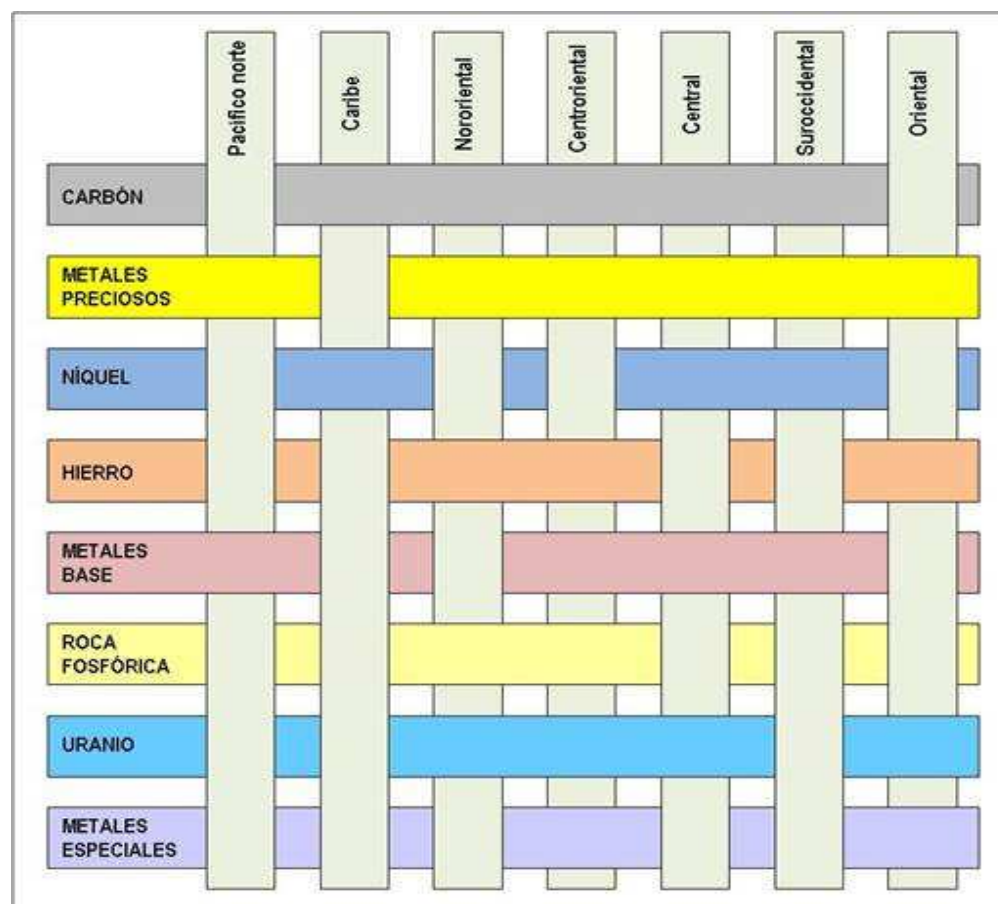 Pacifico norte
Caribe
Nororiental
Centroriental
Central
Suroccidental
Oriental
CARBÓN
METALES
PRECIOSOS
NÍQUEL
HIERRO
METALES
BASE
ROCA
FOSFÓRICA
URANIO
METALES
ESPECIALES